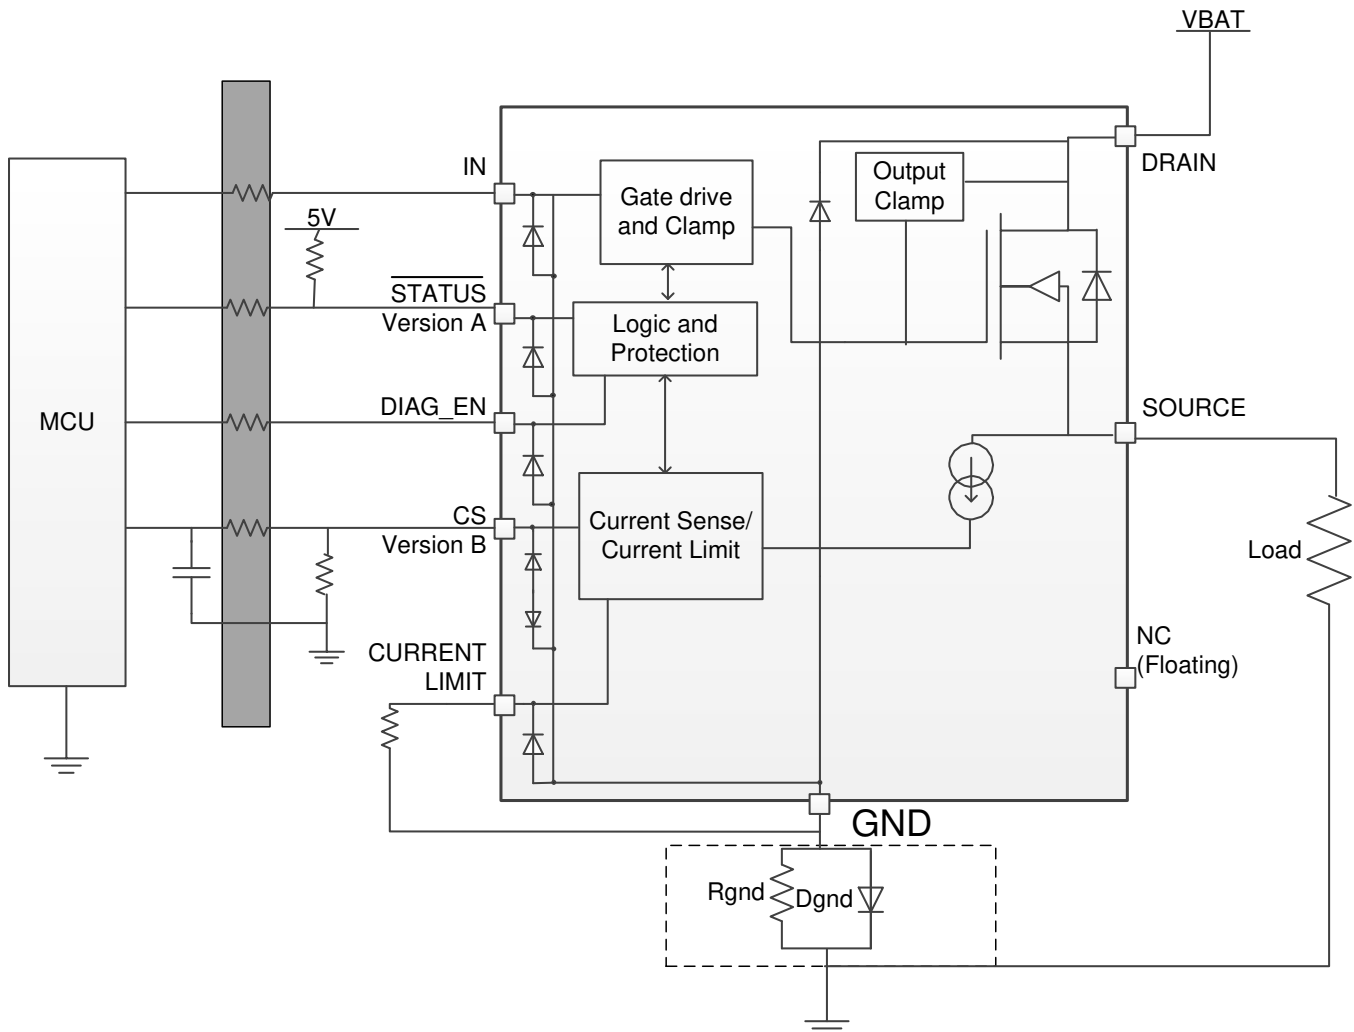 VBAT
IN
Gate drive
and Clamp
Output
Clamp
DRAIN
5V
STATUS
Version A
Logic and
Protection
MCU
DIAG_EN
SOURCE
CS
Version B
Current Sense/
Current Limit
Load
NC
(Floating)
CURRENT
LIMIT
GND
Rgnd
Dgnd